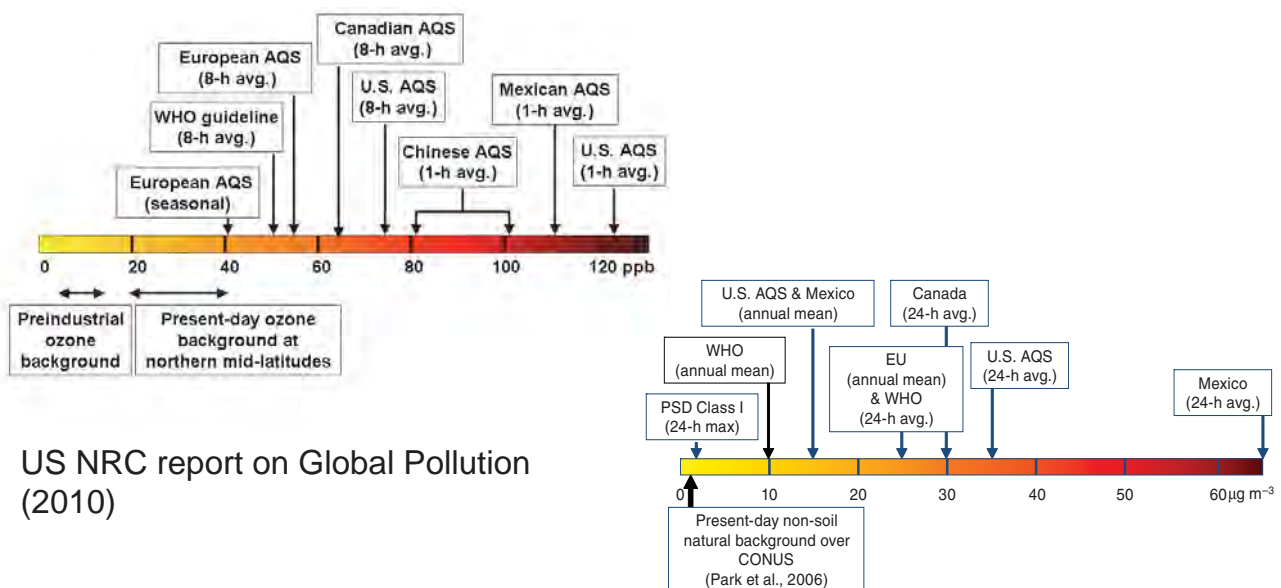 Canadian AQS
(8-h avg.)
European AQS
(8-h avg.)
U.S. AQS
(8-h avg.)
Mexican AQS
(1-h avg.)
WHO guideline
(8-h avg.)
Chinese AQS
(1-h avg.)
U.S. AQS
(1-h avg.)
European AQS
(seasonal)
0 20 40 60 80 100 120 ppb
Preindustrial
ozone
background
Present-day ozone
background at
northern mid-latitudes
US NRC report on Global Pollution
(2010)
U.S. AQS & Mexico
(annual mean)
Canada
(24-h avg.)
WHO
(annual mean)
EU
(annual mean)
& WHO
(24-h avg.)
U.S. AQS
(24-h avg.)
Mexico
(24-h avg.)
PSD Class I
(24-h max)
0 10 20 30 40 50 60 µg m⁻³
Present-day non-soil
natural background over
CONUS
(Park et al., 2006)